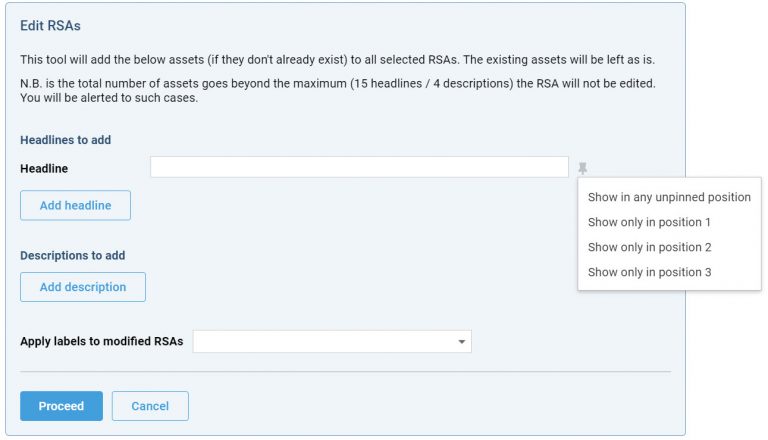 Edit RSAs
This tool will add the below assets (if they don't already exist) to all selected RSAs. The existing assets will be left as is.
N.B. is the total number of assets goes beyond the maximum (15 headlines / 4 descriptions) the RSA will not be edited.
You will be alerted to such cases.
Headlines to add
Headline
Show in any unpinned position
Add headline
Show only in position 1
Show only in position 2
Descriptions to add
Show only in position 3
Add description
Apply labels to modified RSAs
Proceed
Cancel